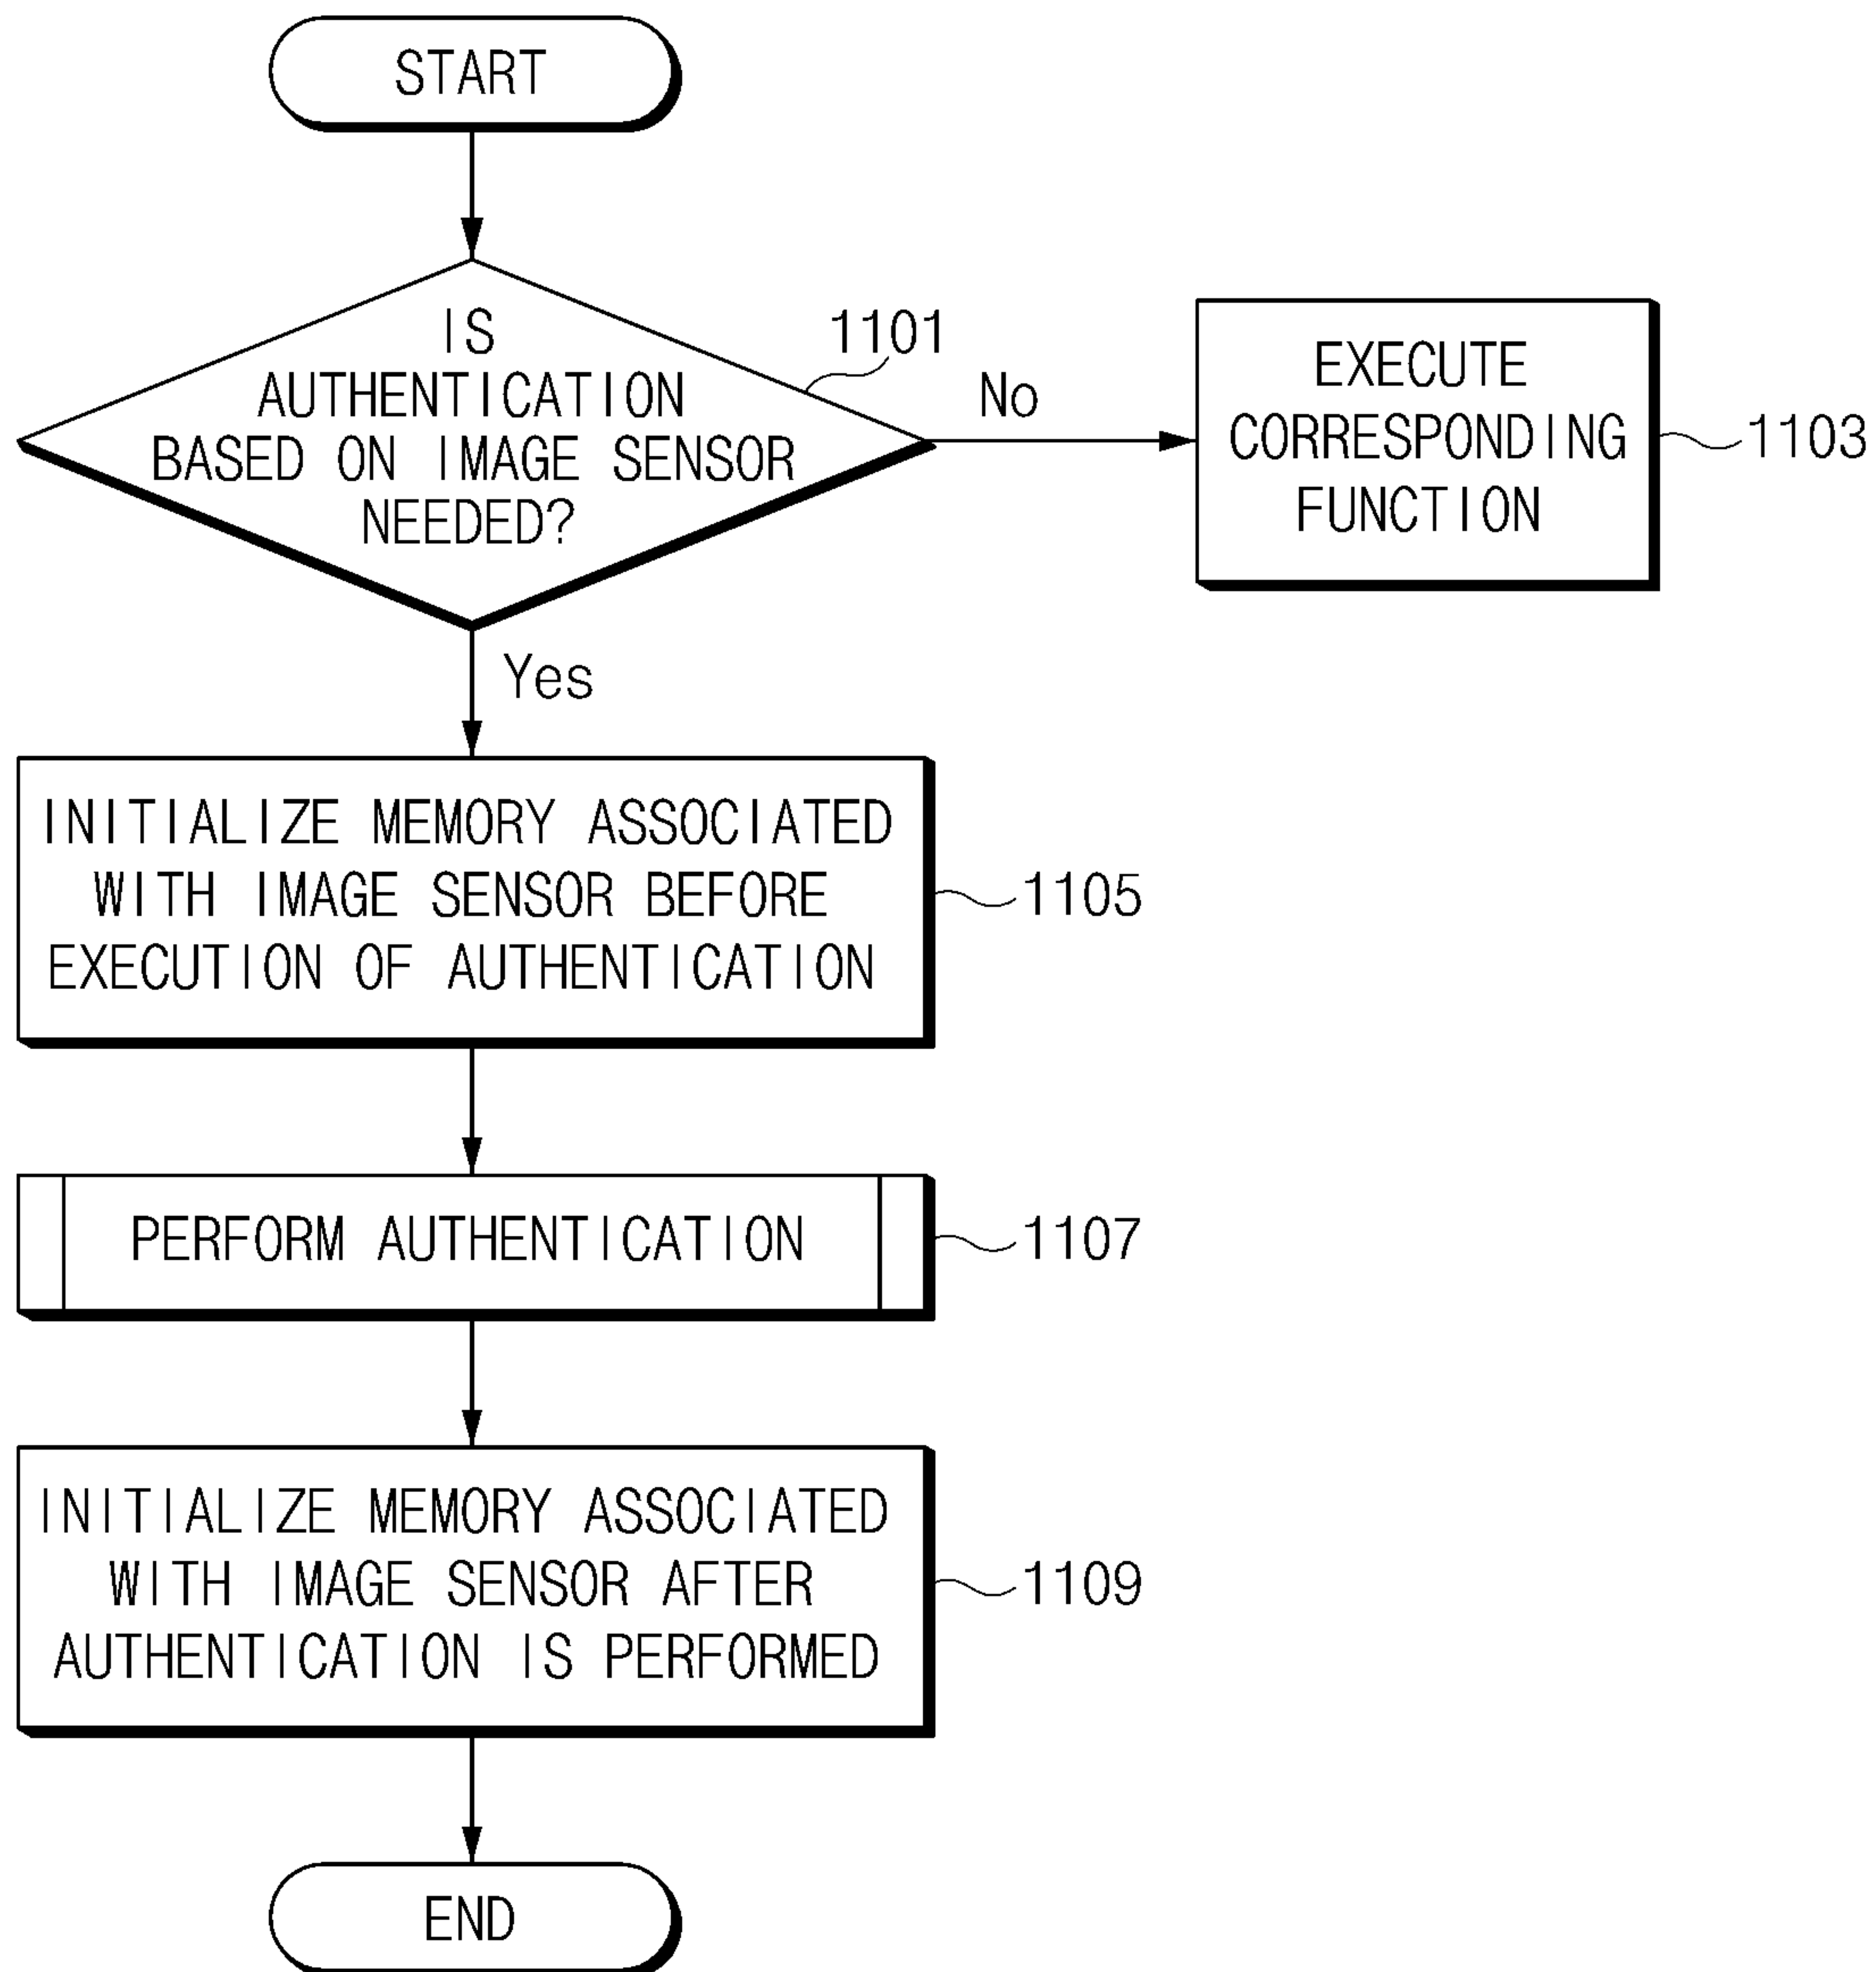 START
IS
AUTHENTICATION
BASED ON IMAGE SENSOR
NEEDED?
1101
No
EXECUTE
CORRESPONDING
FUNCTION
1103
Yes
INITIALIZE MEMORY ASSOCIATED
WITH IMAGE SENSOR BEFORE
EXECUTION OF AUTHENTICATION
1105
PERFORM AUTHENTICATION
1107
INITIALIZE MEMORY ASSOCIATED
WITH IMAGE SENSOR AFTER
AUTHENTICATION IS PERFORMED
1109
END